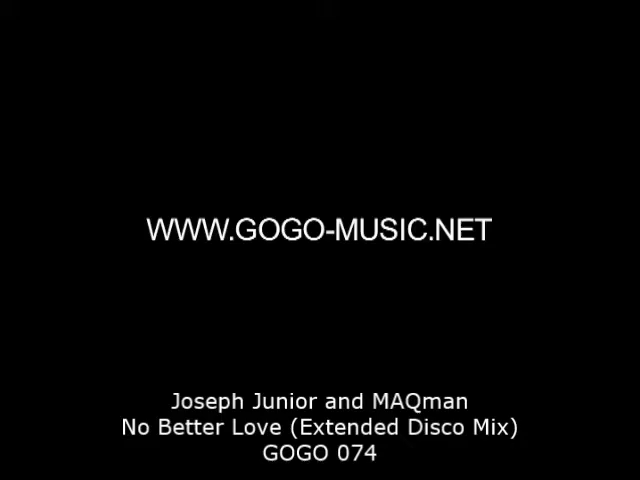 WWW.GOGO-MUSIC.NET
Joseph Junior and MAQman
No Better Love (Extended Disco Mix)
GOGO 074